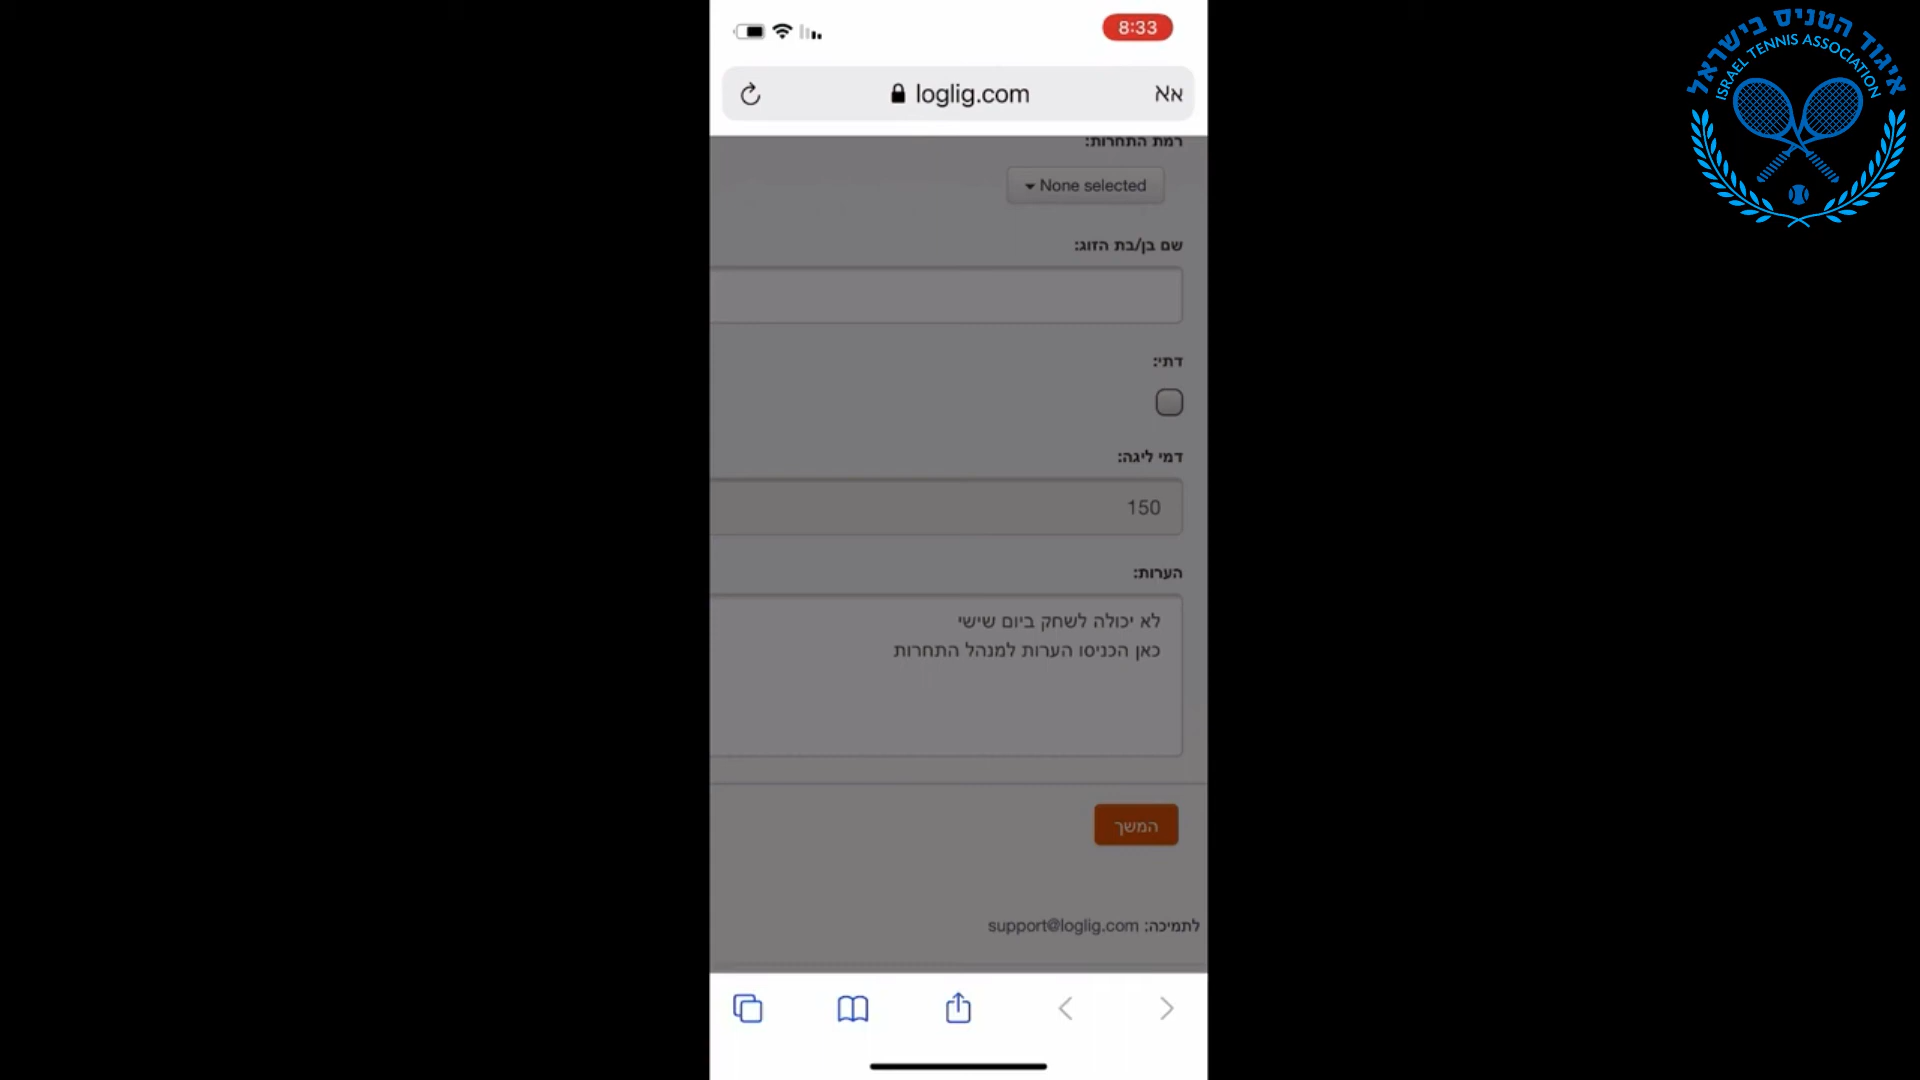 8:33
loglig.com
אא
רמת התחרות:
None selected
שם בן/בת הזוג:
דתי:
דמי ליגה:
150
הערות:
לא יכולה לשחק ביום שישי
כאן הכניסו הערות למנהל התחרות
המשך
לתמיכה: support@loglig.com
איגוד הטניס בישראל
ISRAEL TENNIS ASSOCIATION